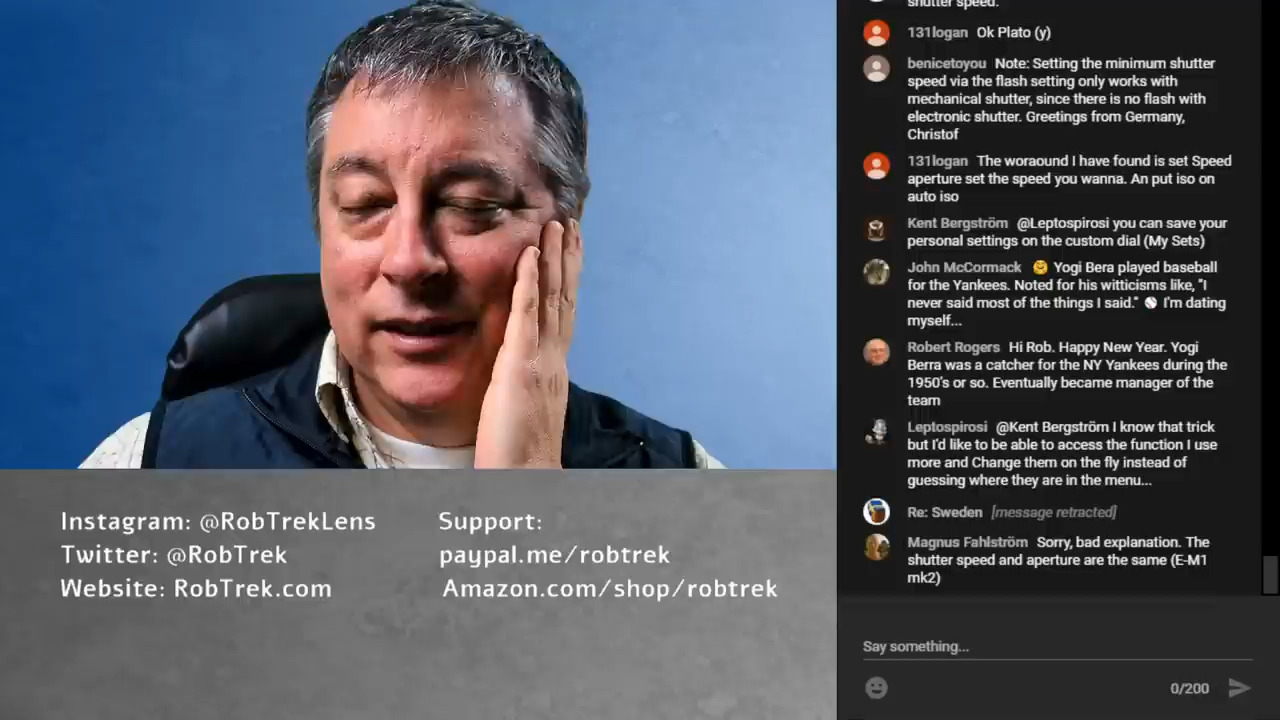 Instagram: @RobTrekLens
Twitter: @RobTrek
Website: RobTrek.com
Support:
paypal.me/robtrek
Amazon.com/shop/robtrek
shutter speed.
131logan Ok Plato (y)
benicetoyou Note: Setting the minimum shutter
speed via the flash setting only works with
mechanical shutter, since there is no flash with
electronic shutter. Greetings from Germany,
Christof
131logan The woraound I have found is set Speed
aperture set the speed you wanna. An put iso on
auto iso
Kent Bergström @Leptospirosi you can save your
personal settings on the custom dial (My Sets)
John McCormack 🤗 Yogi Bera played baseball
for the Yankees. Noted for his witticisms like, "I
never said most of the things I said." ⚾ I'm dating
myself...
Robert Rogers Hi Rob. Happy New Year. Yogi
Berra was a catcher for the NY Yankees during the
1950's or so. Eventually became manager of the
team
Leptospirosi @Kent Bergström I know that trick
but I'd like to be able to access the function I use
more and Change them on the fly instead of
guessing where they are in the menu...
Re: Sweden [message retracted]
Magnus Fahlström Sorry, bad explanation. The
shutter speed and aperture are the same (E-M1
mk2)
Say something...
0/200